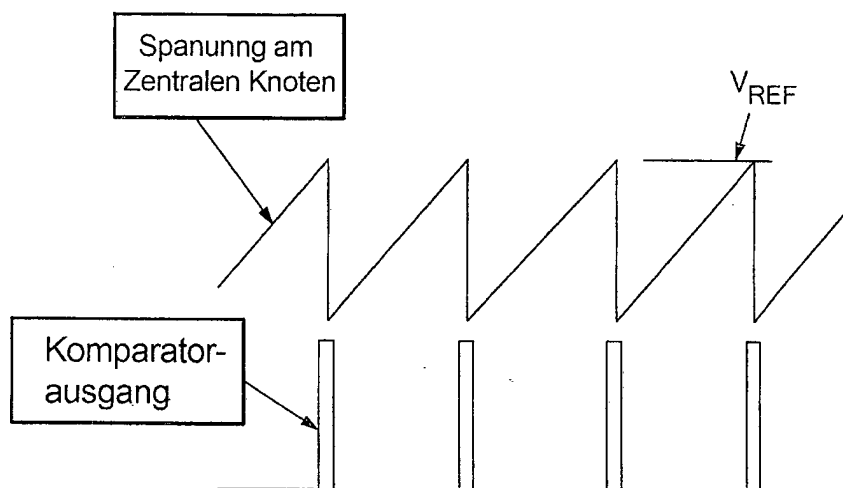 Spanunng am
Zentralen Knoten
VREF
Komparator-
ausgang